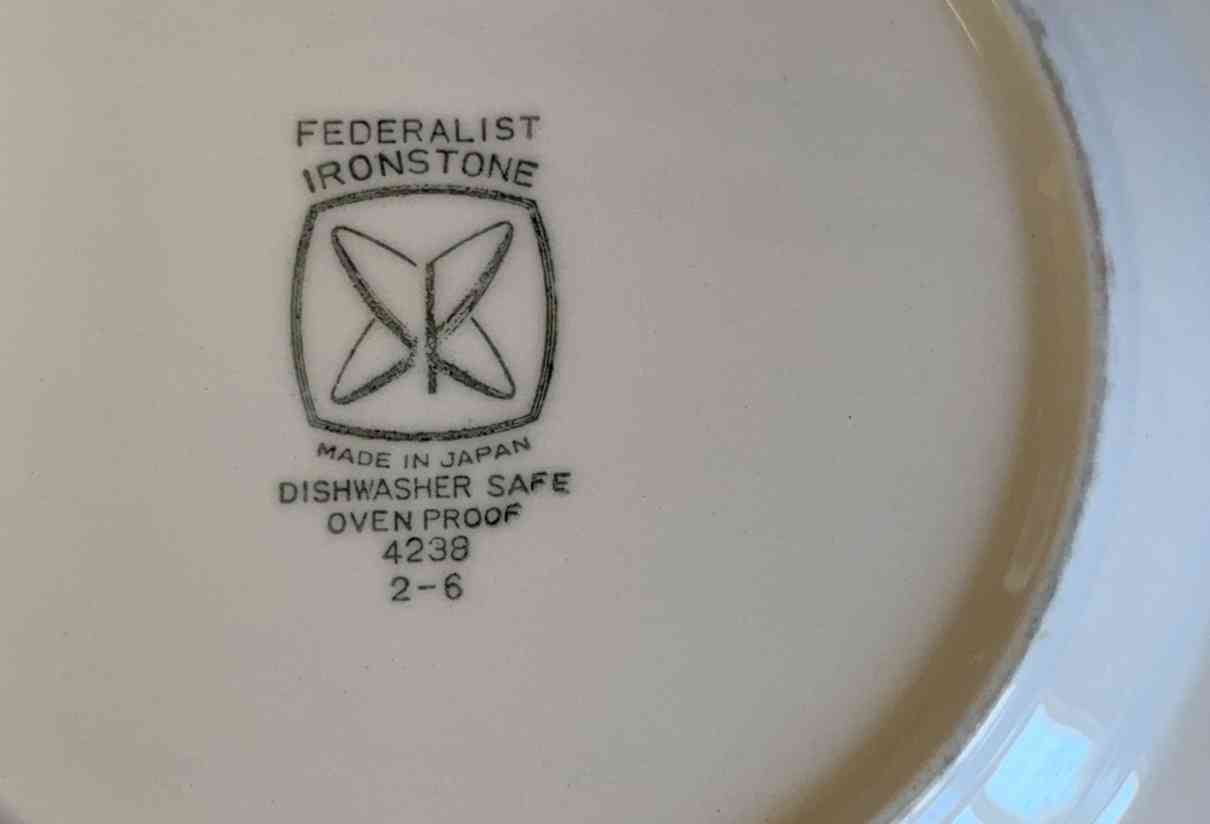 FEDERALIST
IRONSTONE
MADE IN JAPAN
DISHWASHER SAFE
OVEN PROOF
4238
2-6